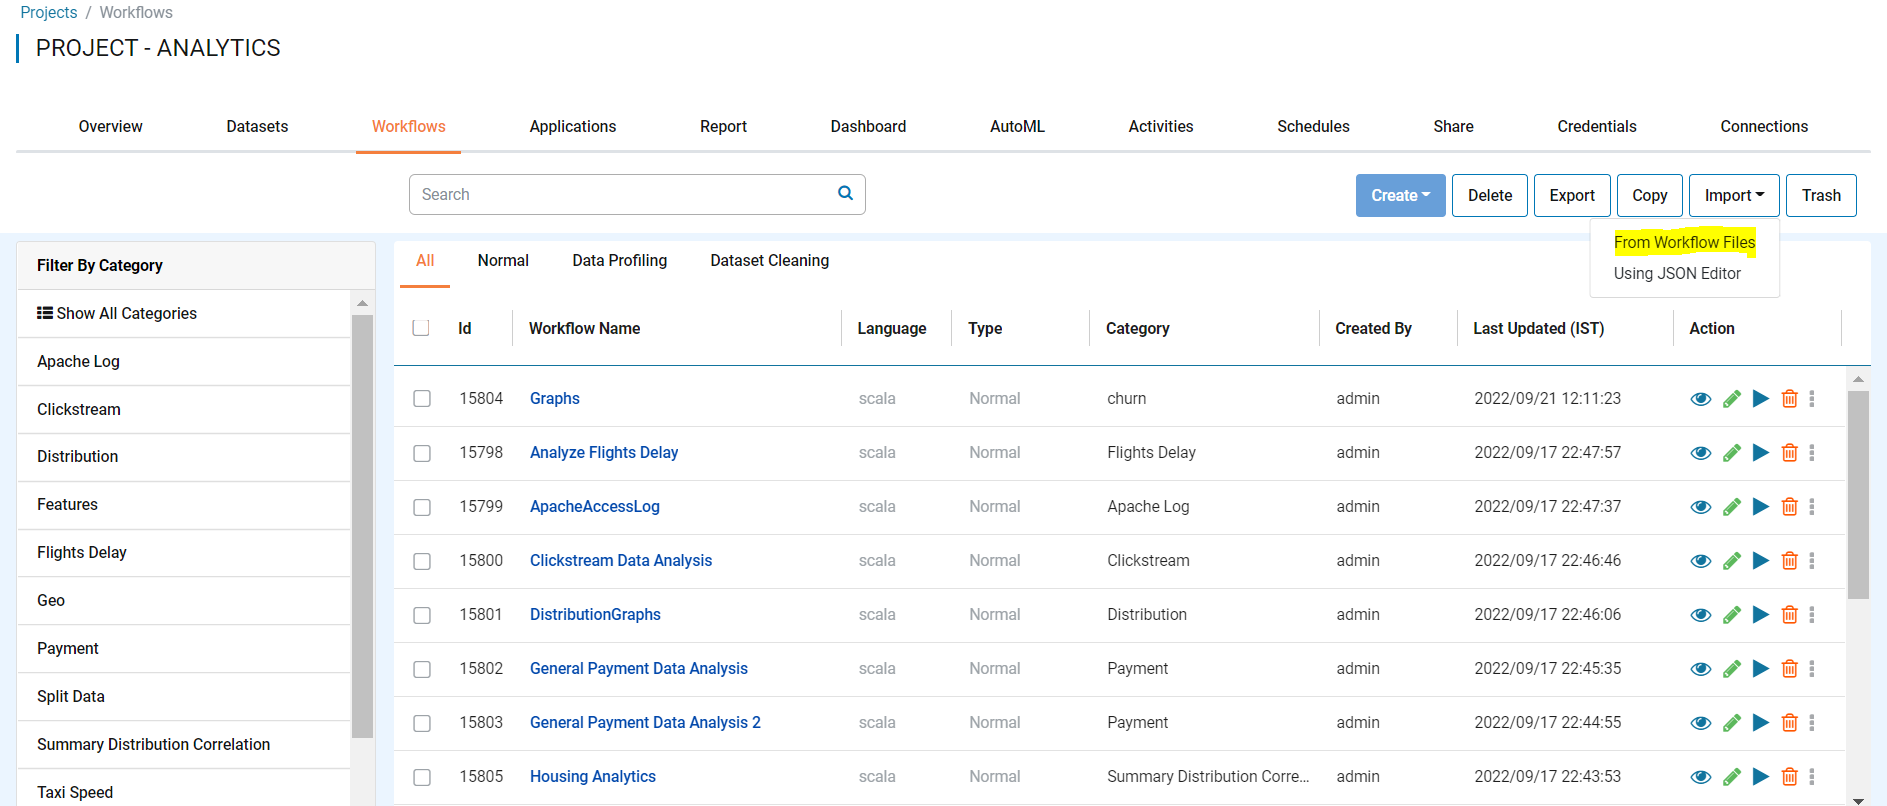 Projects / Workflows
PROJECT - ANALYTICS
Overview Datasets Workflows Applications Report Dashboard AutoML Activities Schedules Share Credentials Connections
Search Create Delete Export Copy Import Trash
From Workflow Files
Using JSON Editor
Filter By Category
Show All Categories
Apache Log
Clickstream
Distribution
Features
Flights Delay
Geo
Payment
Split Data
Summary Distribution Correlation
Taxi Speed
All Normal Data Profiling Dataset Cleaning
Id Workflow Name Language Type Category Created By Last Updated (IST) Action
15804 Graphs scala Normal churn admin 2022/09/21 12:11:23
15798 Analyze Flights Delay scala Normal Flights Delay admin 2022/09/17 22:47:57
15799 ApacheAccessLog scala Normal Apache Log admin 2022/09/17 22:47:37
15800 Clickstream Data Analysis scala Normal Clickstream admin 2022/09/17 22:46:46
15801 DistributionGraphs scala Normal Distribution admin 2022/09/17 22:46:06
15802 General Payment Data Analysis scala Normal Payment admin 2022/09/17 22:45:35
15803 General Payment Data Analysis 2 scala Normal Payment admin 2022/09/17 22:44:55
15805 Housing Analytics scala Normal Summary Distribution Corre... admin 2022/09/17 22:43:53